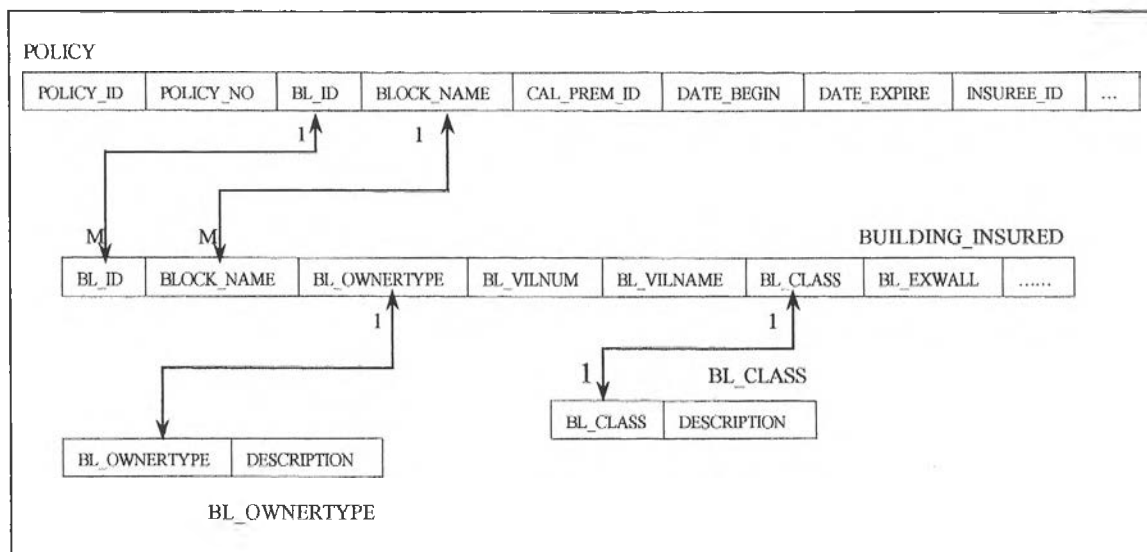 POLICY
POLICY_ID POLICY_NO BL_ID BLOCK_NAME CAL_PREM_ID DATE_BEGIN DATE_EXPIRE INSUREE_ID ...
1 1
M M
BUILDING_INSURED
BL_ID BLOCK_NAME BL_OWNERTYPE BL_VILNUM BL_VILNAME BL_CLASS BL_EXWALL ......
1 1
1 BL_CLASS
BL_CLASS DESCRIPTION
BL_OWNERTYPE DESCRIPTION
BL_OWNERTYPE